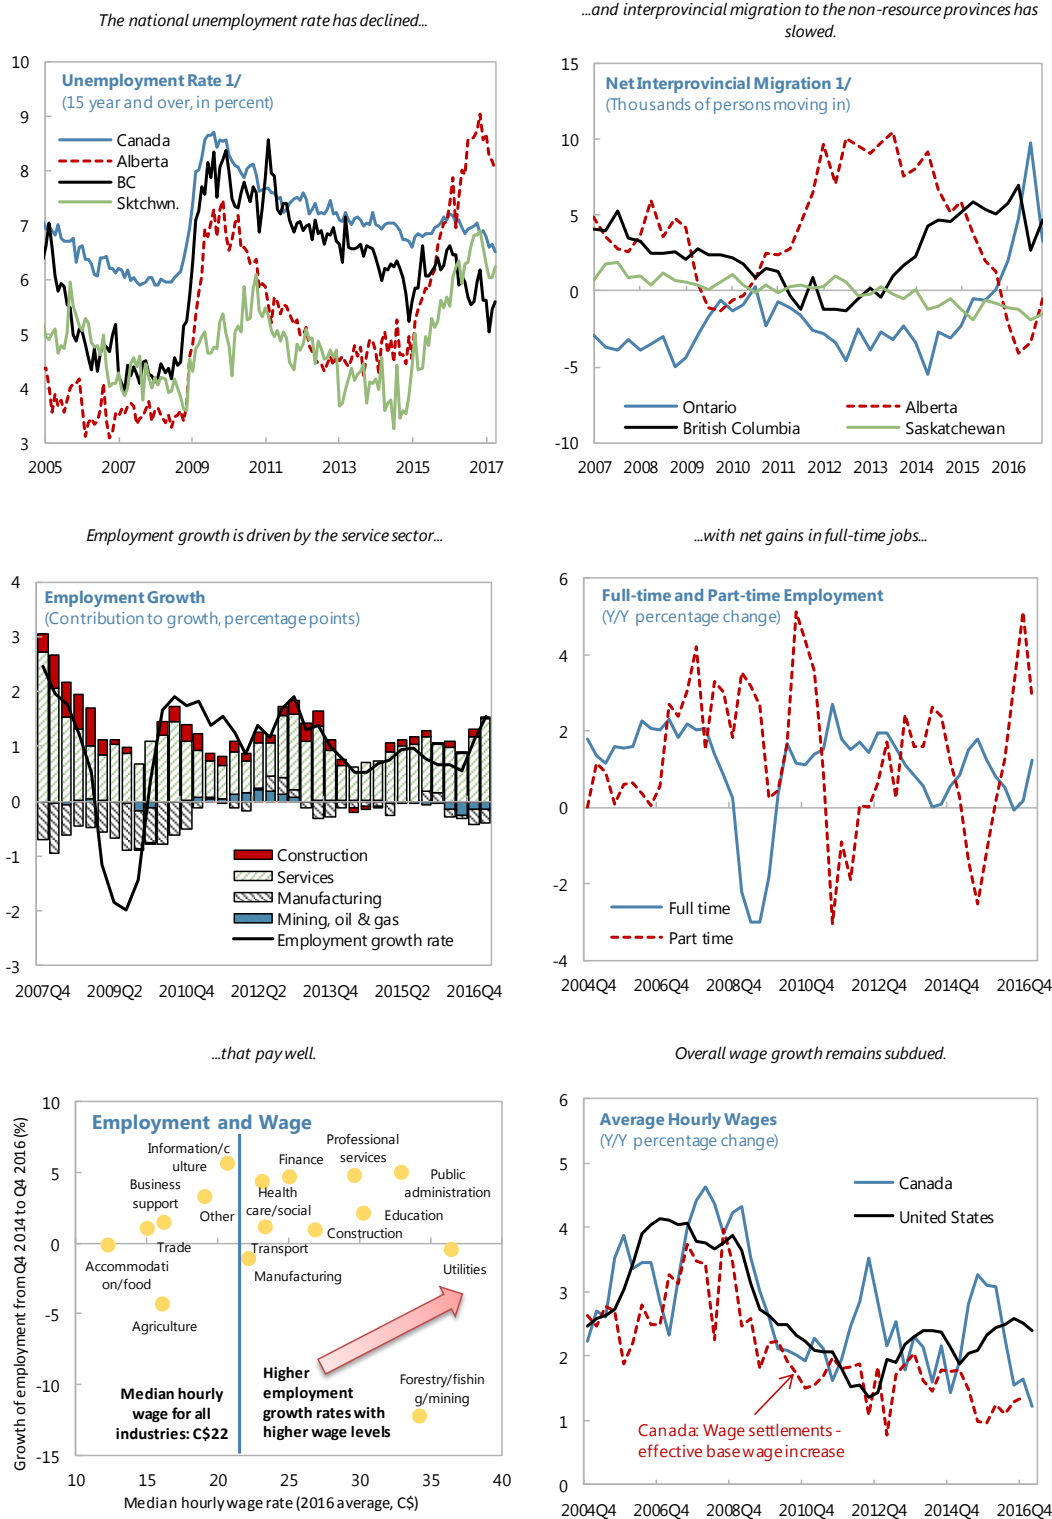 The national unemployment rate has declined...
...and interprovincial migration to the non-resource provinces has
slowed.
10
9
8
7
6
5
4
3
Unemployment Rate 1/
(15 year and over, in percent)
Canada
Alberta
BC
Sktchwn.
2005
2007
2009
2011
2013
2015
2017
15
10
5
0
-5
-10
Net Interprovincial Migration 1/
(Thousands of persons moving in)
Ontario
Alberta
British Columbia
Saskatchewan
2007
2008
2009
2010
2011
2012
2013
2014
2015
2016
Employment growth is driven by the service sector...
...with net gains in full-time jobs...
4
3
2
1
0
-1
-2
-3
Employment Growth
(Contribution to growth, percentage points)
Construction
Services
Manufacturing
Mining, oil & gas
Employment growth rate
2007Q4
2009Q2
2010Q4
2012Q2
2013Q4
2015Q2
2016Q4
6
4
2
0
-2
-4
Full-time and Part-time Employment
(Y/Y percentage change)
Full time
Part time
2004Q4
2006Q4
2008Q4
2010Q4
2012Q4
2014Q4
2016Q4
...that pay well.
Overall wage growth remains subdued.
Growth of employment from Q4 2014 to Q4 2016 (%)
10
5
0
-5
-10
-15
Employment and Wage
Information/c
ulture
Business
support
Other
Trade
Accommodati
on/food
Agriculture
Finance
Professional
services
Public
administration
Health
care/social
Education
Construction
Transport
Manufacturing
Utilities
Forestry/fishin
g/mining
Median hourly
wage for all
industries: C$22
Higher
employment
growth rates with
higher wage levels
10
15
20
25
30
35
40
Median hourly wage rate (2016 average, C$)
6
5
4
3
2
1
0
Average Hourly Wages
(Y/Y percentage change)
Canada
United States
Canada: Wage settlements -
effective base wage increase
2004Q4
2006Q4
2008Q4
2010Q4
2012Q4
2014Q4
2016Q4